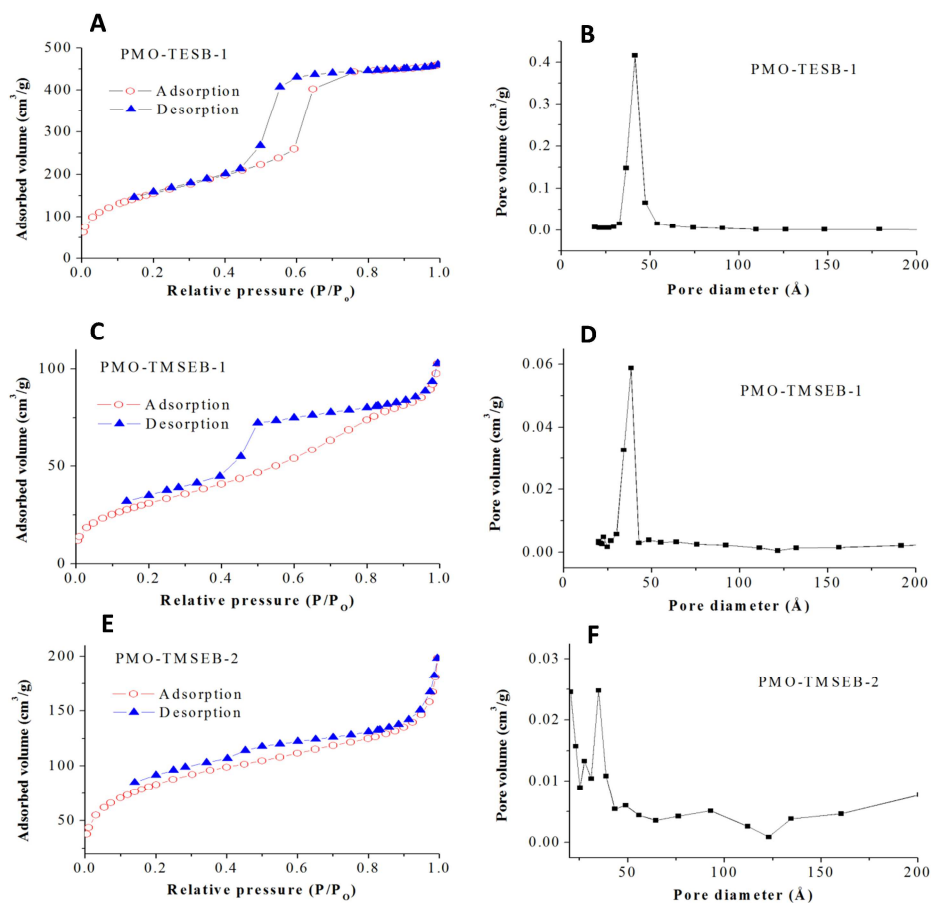 A
PMO-TESB-1
Adsorption
Desorption
Adsorbed volume (cm³/g)
500
400
300
200
100
0
0.0 0.2 0.4 0.6 0.8 1.0
Relative pressure (P/Po)
B
PMO-TESB-1
Pore volume (cm³/g)
0.4
0.3
0.2
0.1
0.0
0 50 100 150 200
Pore diameter (Å)
C
PMO-TMSEB-1
Adsorption
Desorption
Adsorbed volume (cm³/g)
100
50
0
0.0 0.2 0.4 0.6 0.8 1.0
Relative pressure (P/PO)
D
PMO-TMSEB-1
Pore volume (cm³/g)
0.06
0.04
0.02
0.00
0 50 100 150 200
Pore diameter (Å)
E
PMO-TMSEB-2
Adsorption
Desorption
Adsorbed volume (cm³/g)
200
150
100
50
0.0 0.2 0.4 0.6 0.8 1.0
Relative pressure (P/PO)
F
PMO-TMSEB-2
Pore volume (cm³/g)
0.03
0.02
0.01
0.00
50 100 150 200
Pore diameter (Å)